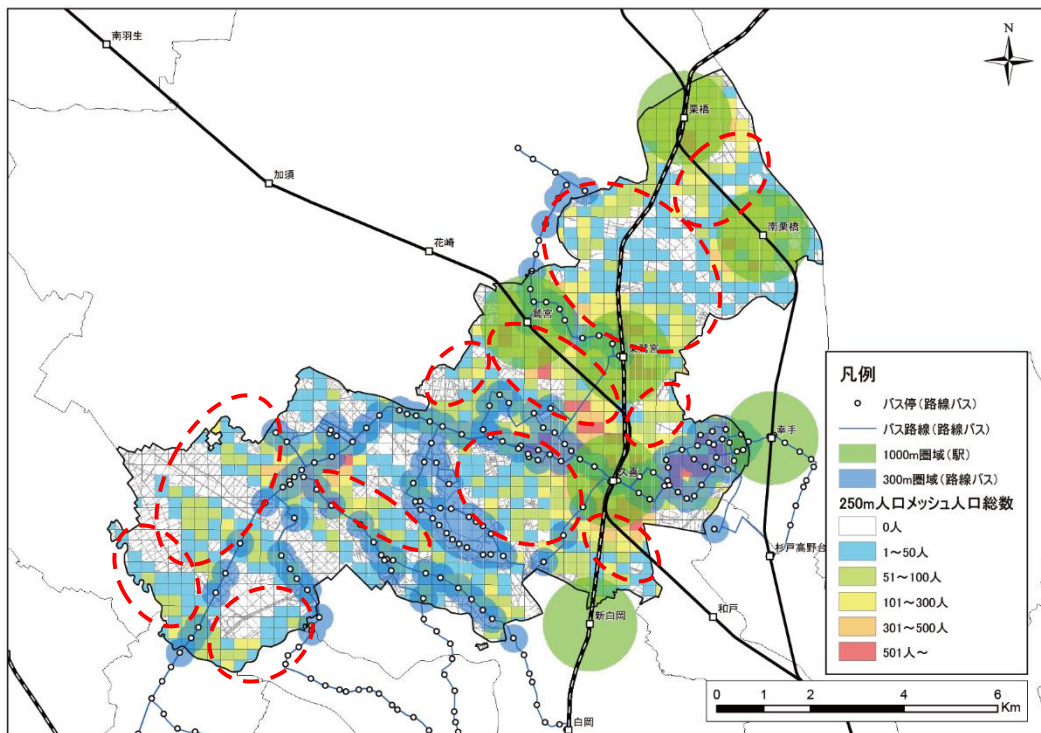 南羽生
N
栗橋
加須
花崎
南栗橋
鷲宮
東鷲宮
久喜
幸手
杉戸高野台
新白岡
和戸
白岡
凡例
バス停(路線バス)
バス路線(路線バス)
1000m圏域(駅)
300m圏域(路線バス)
250m人口メッシュ人口総数
0人
1~50人
51~100人
101~300人
301~500人
501人~
0 1 2 4 6
Km